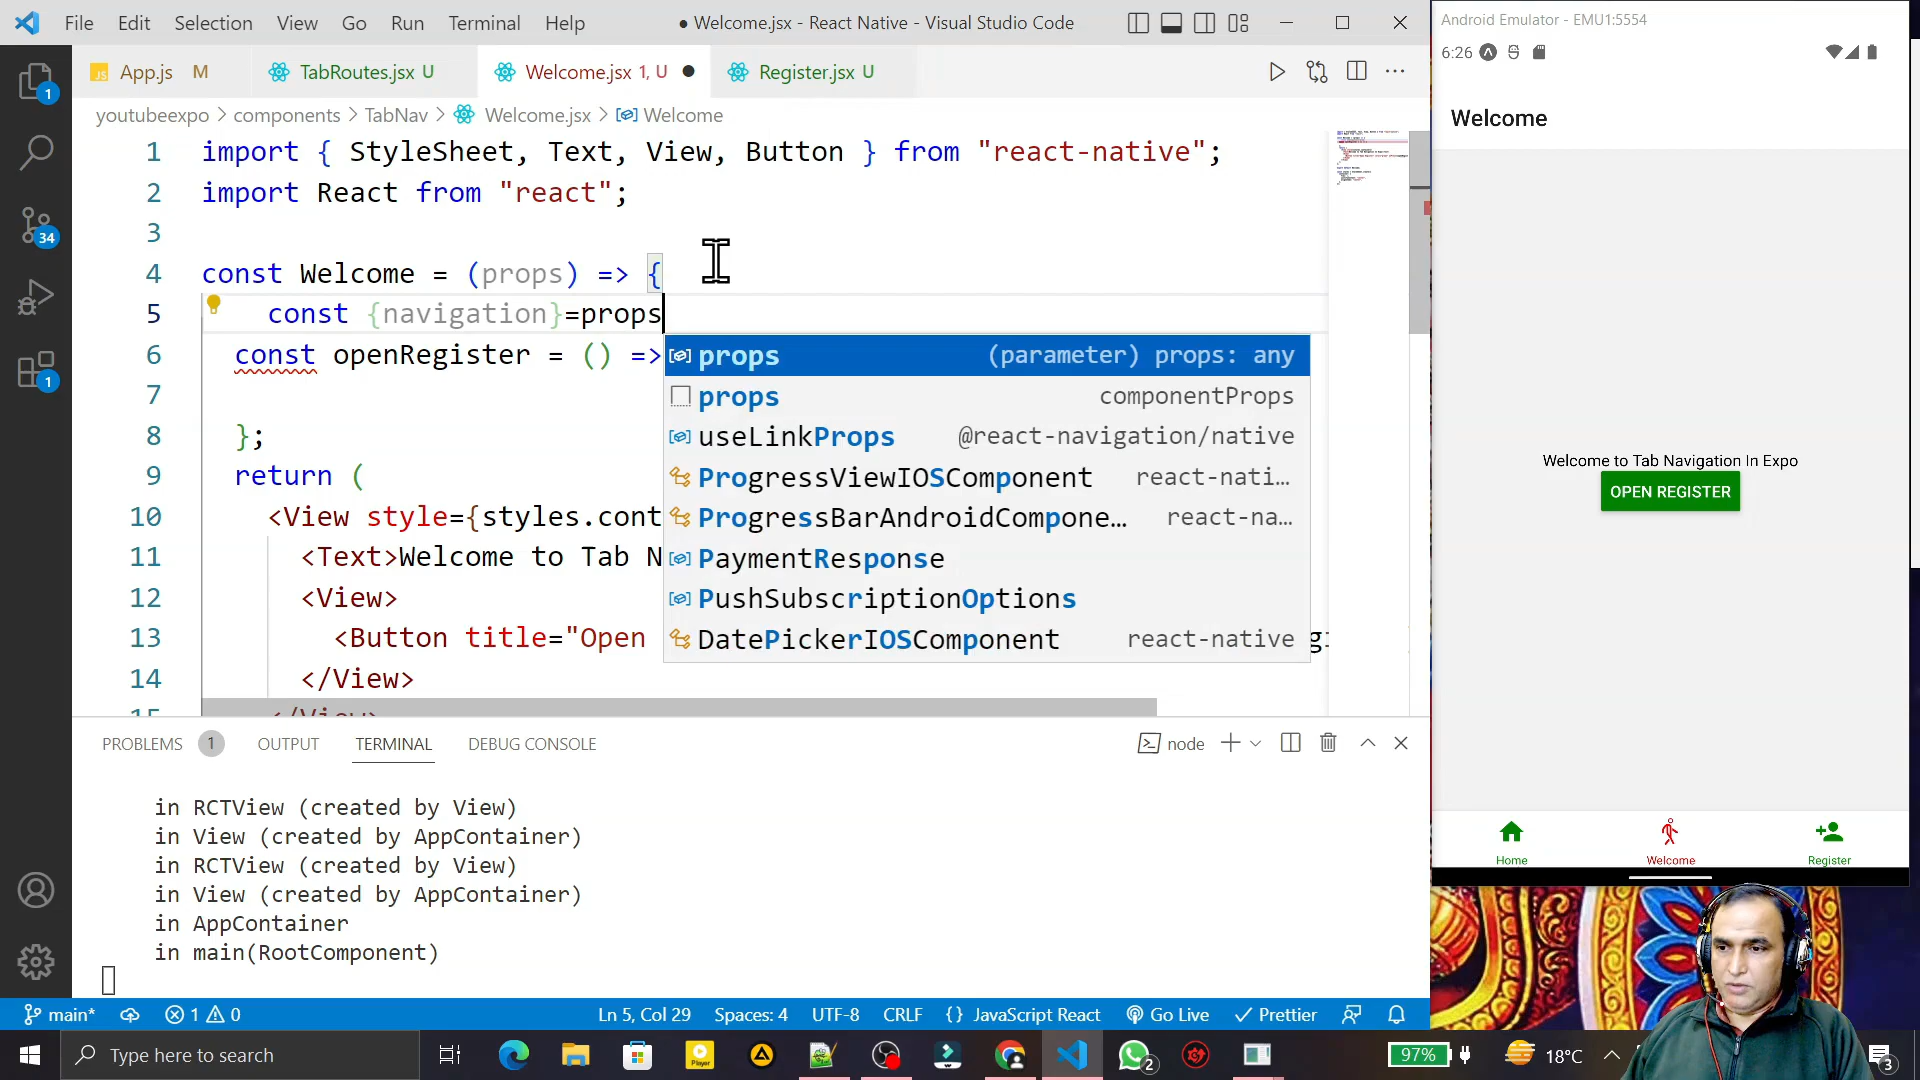 File Edit Selection View Go Run Terminal Help
● Welcome.jsx - React Native - Visual Studio Code
App.js M
TabRoutes.jsx U
Welcome.jsx 1, U ●
Register.jsx U
youtubeexpo > components > TabNav > Welcome.jsx > Welcome
1 import { StyleSheet, Text, View, Button } from "react-native";
2 import React from "react";
3
4 const Welcome = (props) => {
5 const {navigation}=props
6 const openRegister = () =>
7
8 };
9 return (
10 <View style={styles.cont
11 <Text>Welcome to Tab N
12 <View>
13 <Button title="Open
14 </View>
15 </View>
props (parameter) props: any
props componentProps
useLinkProps @react-navigation/native
ProgressViewIOSComponent react-nati…
ProgressBarAndroidCompone… react-na…
PaymentResponse
PushSubscriptionOptions
DatePickerIOSComponent react-native
PROBLEMS 1 OUTPUT TERMINAL DEBUG CONSOLE
node
in RCTView (created by View)
in View (created by AppContainer)
in RCTView (created by View)
in View (created by AppContainer)
in AppContainer
in main(RootComponent)
main* 1 0
Ln 5, Col 29 Spaces: 4 UTF-8 CRLF {} JavaScript React Go Live Prettier
1
34
1
Android Emulator - EMU1:5554
6:26
Welcome
Welcome to Tab Navigation In Expo
OPEN REGISTER
Home Welcome Register
Type here to search
Player
2
97%
18°C
3